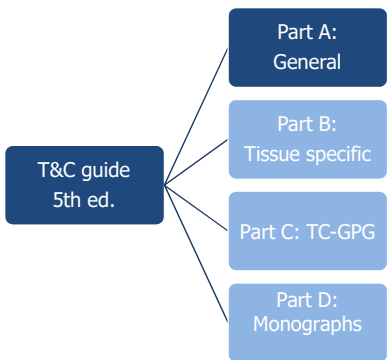 T&C guide
5th ed.
Part A:
General
Part B:
Tissue specific
Part C: TC-GPG
Part D:
Monographs